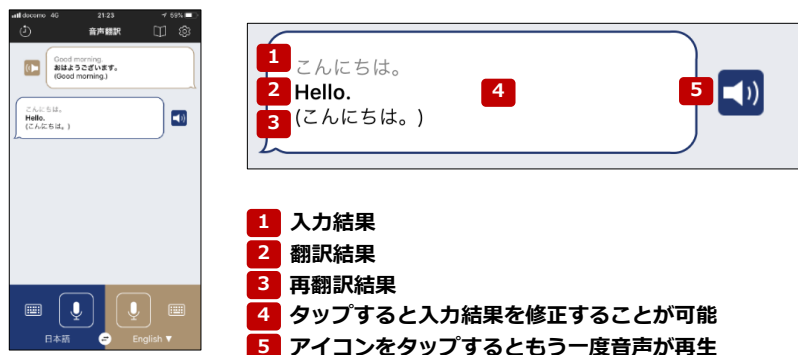 docomo 4G 21:23 59%
音声翻訳
Good morning.
おはようございます。
(Good morning.)
こんにちは。
Hello.
(こんにちは。)
日本語 English ▼
1 こんにちは。
2 Hello.
3 (こんにちは。)
4
5
1 入力結果
2 翻訳結果
3 再翻訳結果
4 タップすると入力結果を修正することが可能
5 アイコンをタップするともう一度音声が再生